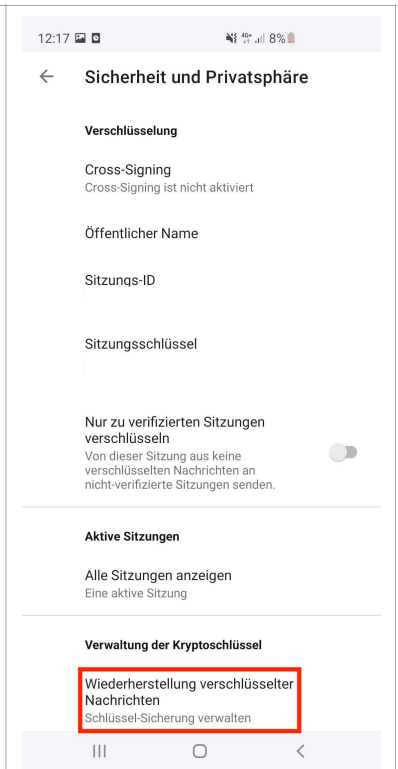 12:17 4G+ 8%
Sicherheit und Privatsphäre
Verschlüsselung
Cross-Signing
Cross-Signing ist nicht aktiviert
Öffentlicher Name
Sitzungs-ID
Sitzungsschlüssel
Nur zu verifizierten Sitzungen
verschlüsseln
Von dieser Sitzung aus keine
verschlüsselten Nachrichten an
nicht-verifizierte Sitzungen senden.
Aktive Sitzungen
Alle Sitzungen anzeigen
Eine aktive Sitzung
Verwaltung der Kryptoschlüssel
Wiederherstellung verschlüsselter
Nachrichten
Schlüssel-Sicherung verwalten